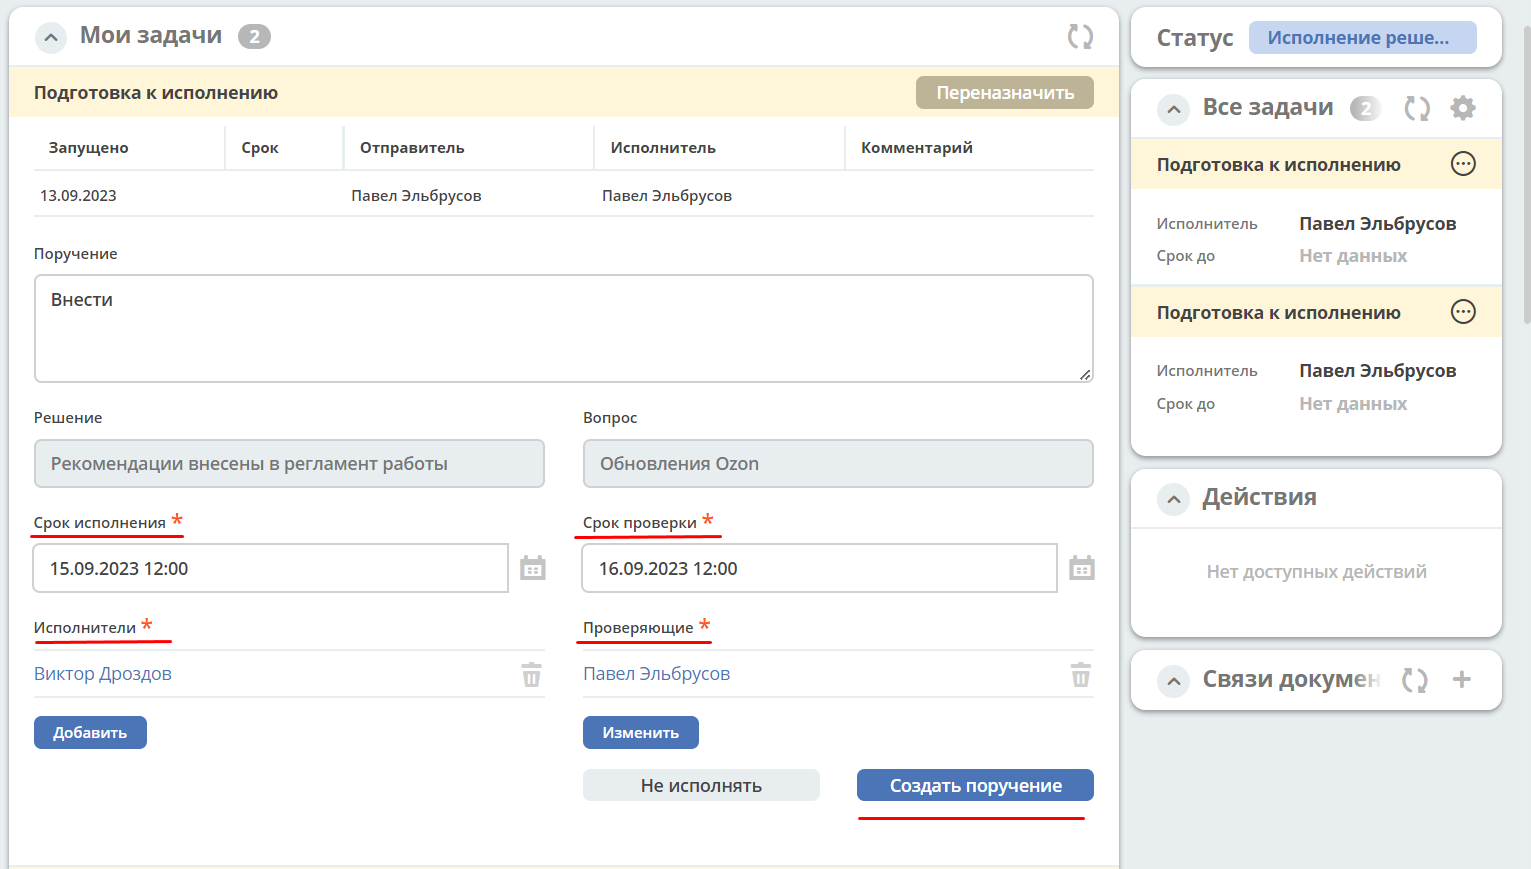 Мои задачи 2
Подготовка к исполнению Переназначить
Запущено Срок Отправитель Исполнитель Комментарий
13.09.2023 Павел Эльбрусов Павел Эльбрусов
Поручение
Внести
Решение Вопрос
Рекомендации внесены в регламент работы Обновления Ozon
Срок исполнения * Срок проверки *
15.09.2023 12:00 16.09.2023 12:00
Исполнители * Проверяющие *
Виктор Дроздов Павел Эльбрусов
Добавить Изменить
Не исполнять Создать поручение
Статус Исполнение реше...
Все задачи 2
Подготовка к исполнению
Исполнитель Павел Эльбрусов
Срок до Нет данных
Подготовка к исполнению
Исполнитель Павел Эльбрусов
Срок до Нет данных
Действия
Нет доступных действий
Связи докумен